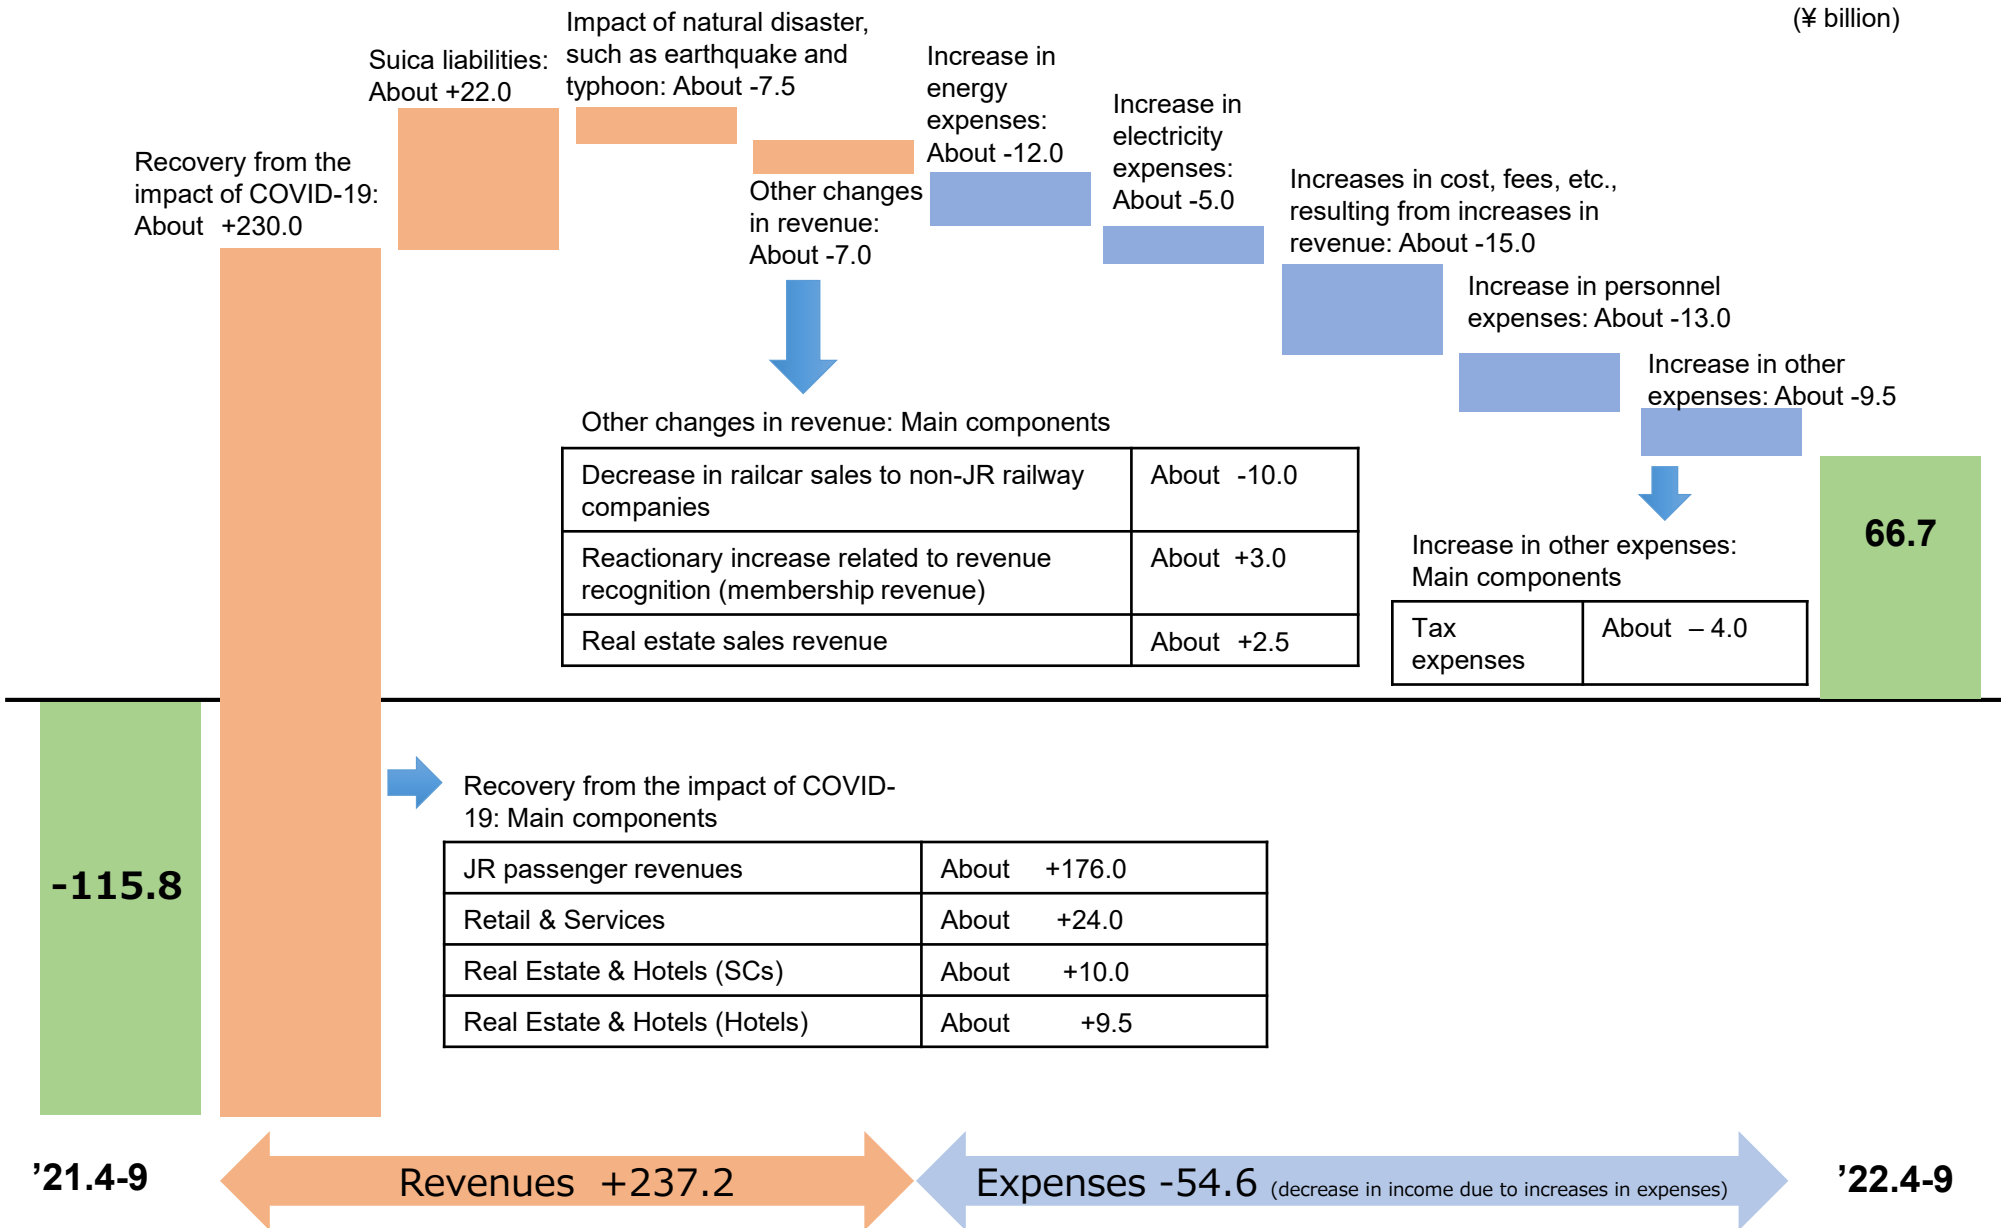 (¥ billion)
Recovery from the
impact of COVID-19:
About +230.0
Suica liabilities:
About +22.0
Impact of natural disaster,
such as earthquake and
typhoon: About -7.5
Other changes
in revenue:
About -7.0
Increase in
energy
expenses:
About -12.0
Increase in
electricity
expenses:
About -5.0
Increases in cost, fees, etc.,
resulting from increases in
revenue: About -15.0
Increase in personnel
expenses: About -13.0
Increase in other
expenses: About -9.5
Other changes in revenue: Main components
Decrease in railcar sales to non-JR railway
companies
About -10.0
Reactionary increase related to revenue
recognition (membership revenue)
About +3.0
Real estate sales revenue
About +2.5
Increase in other expenses:
Main components
Tax
expenses
About – 4.0
66.7
-115.8
Recovery from the impact of COVID-
19: Main components
JR passenger revenues
About +176.0
Retail & Services
About +24.0
Real Estate & Hotels (SCs)
About +10.0
Real Estate & Hotels (Hotels)
About +9.5
’21.4-9
Revenues +237.2
Expenses -54.6 (decrease in income due to increases in expenses)
’22.4-9